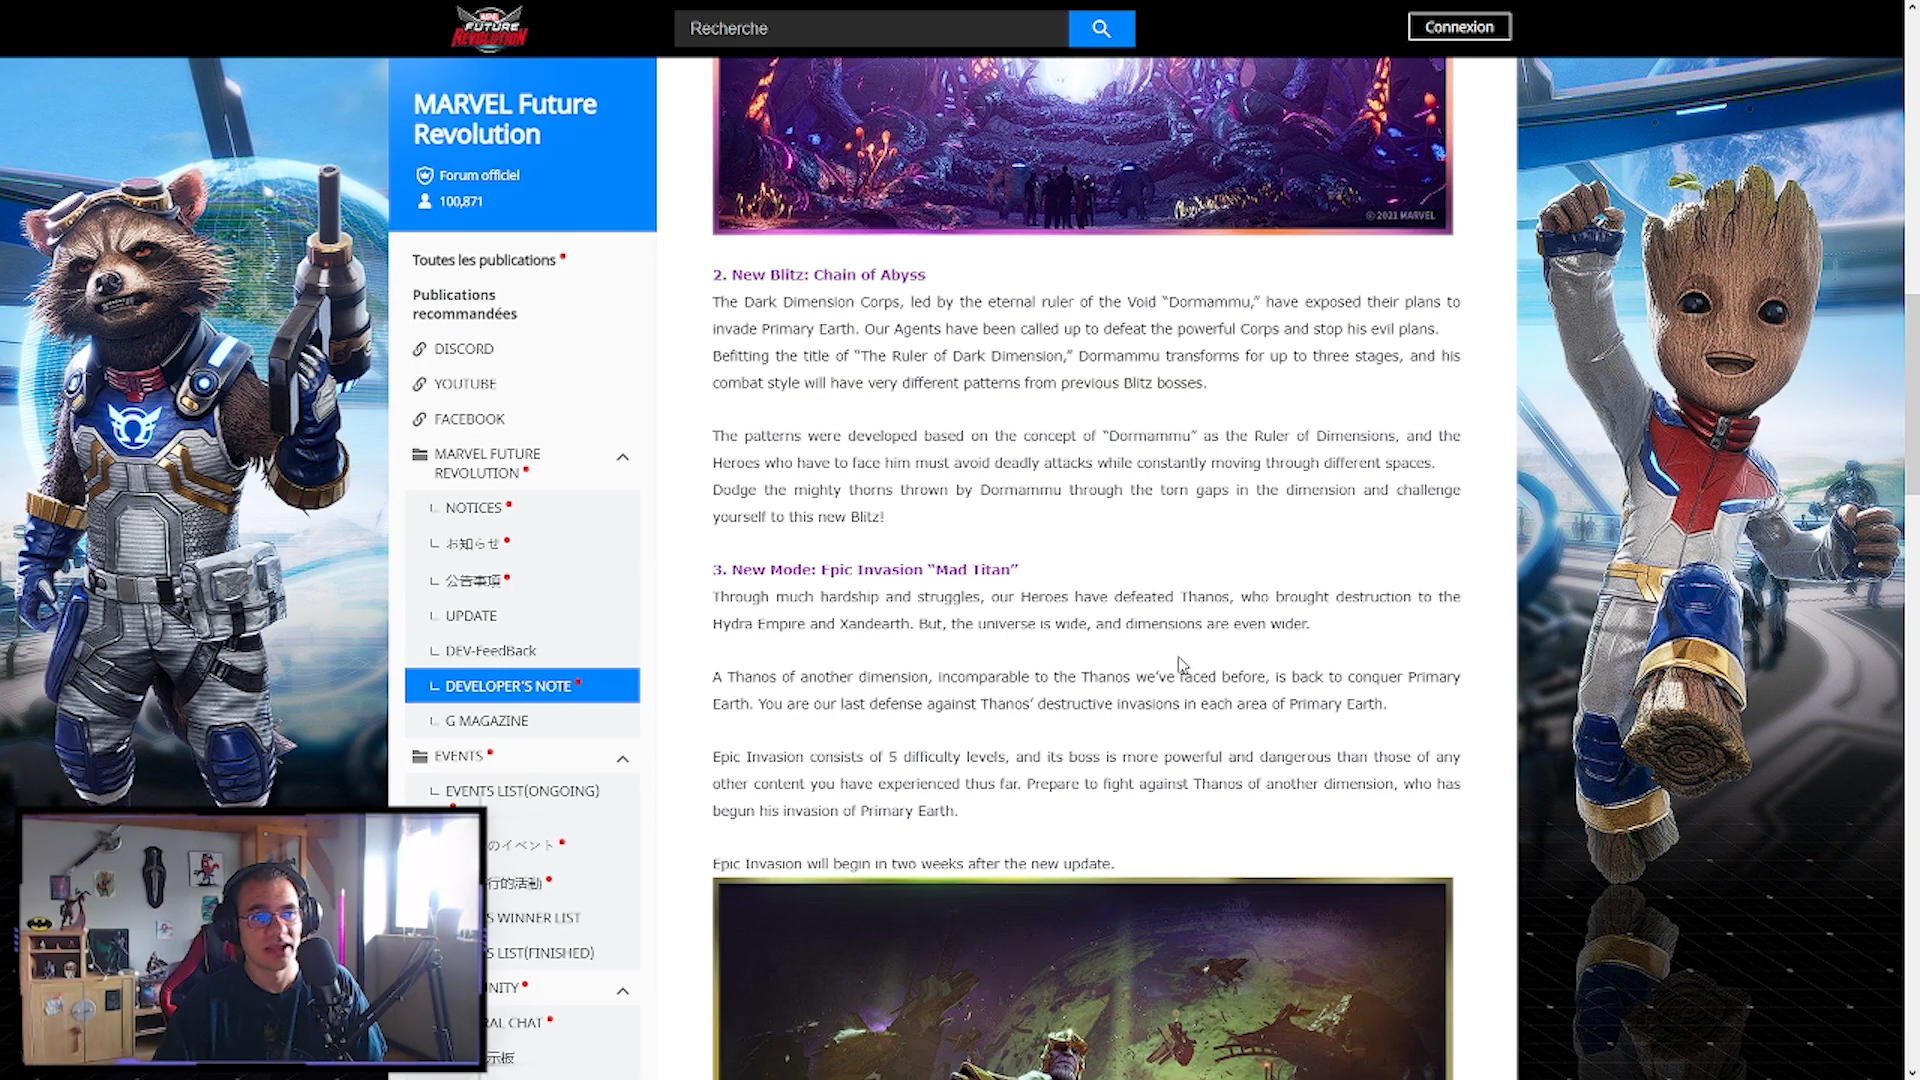 MARVEL
FUTURE
REVOLUTION
Recherche
Connexion
MARVEL Future
Revolution
Forum officiel
100,871
Toutes les publications
Publications
recommandées
DISCORD
YOUTUBE
FACEBOOK
MARVEL FUTURE
REVOLUTION
NOTICES
お知らせ
公告事項
UPDATE
DEV-FeedBack
DEVELOPER'S NOTE
G MAGAZINE
EVENTS
EVENTS LIST(ONGOING)
のイベント
行的活動
S WINNER LIST
S LIST(FINISHED)
NITY
RAL CHAT
示板
© 2021 MARVEL
2. New Blitz: Chain of Abyss
The Dark Dimension Corps, led by the eternal ruler of the Void “Dormammu,” have exposed their plans to
invade Primary Earth. Our Agents have been called up to defeat the powerful Corps and stop his evil plans.
Befitting the title of “The Ruler of Dark Dimension,” Dormammu transforms for up to three stages, and his
combat style will have very different patterns from previous Blitz bosses.
The patterns were developed based on the concept of “Dormammu” as the Ruler of Dimensions, and the
Heroes who have to face him must avoid deadly attacks while constantly moving through different spaces.
Dodge the mighty thorns thrown by Dormammu through the torn gaps in the dimension and challenge
yourself to this new Blitz!
3. New Mode: Epic Invasion “Mad Titan”
Through much hardship and struggles, our Heroes have defeated Thanos, who brought destruction to the
Hydra Empire and Xandearth. But, the universe is wide, and dimensions are even wider.
A Thanos of another dimension, incomparable to the Thanos we’ve faced before, is back to conquer Primary
Earth. You are our last defense against Thanos’ destructive invasions in each area of Primary Earth.
Epic Invasion consists of 5 difficulty levels, and its boss is more powerful and dangerous than those of any
other content you have experienced thus far. Prepare to fight against Thanos of another dimension, who has
begun his invasion of Primary Earth.
Epic Invasion will begin in two weeks after the new update.